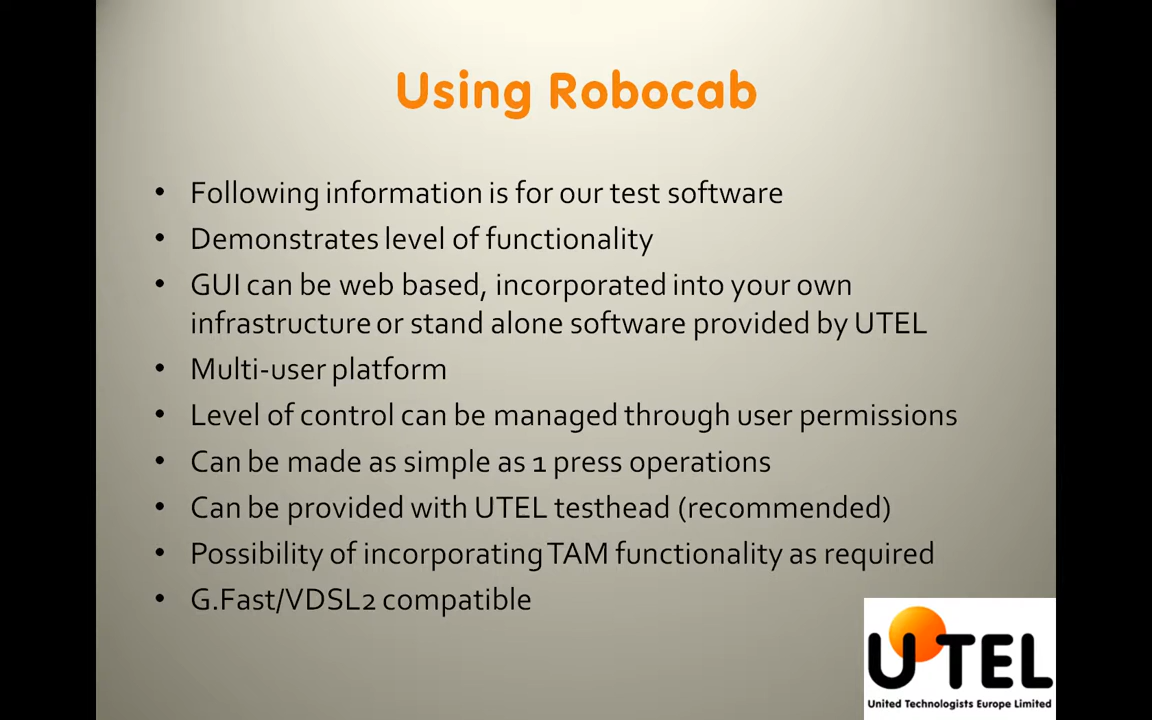 Using Robocab
• Following information is for our test software
• Demonstrates level of functionality
• GUI can be web based, incorporated into your own
infrastructure or stand alone software provided by UTEL
• Multi-user platform
• Level of control can be managed through user permissions
• Can be made as simple as 1 press operations
• Can be provided with UTEL testhead (recommended)
• Possibility of incorporating TAM functionality as required
• G.Fast/VDSL2 compatible
UTEL
United Technologists Europe Limited